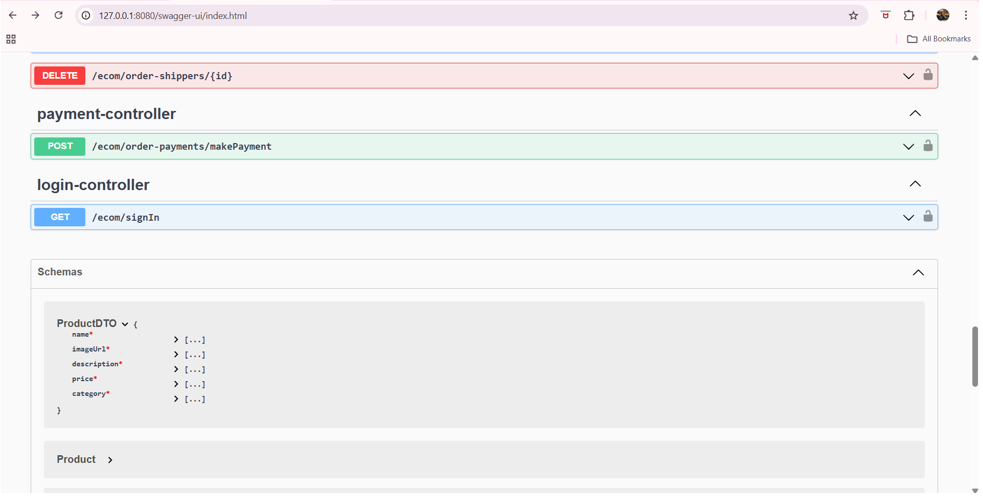 127.0.0.1:8080/swagger-ui/index.html
All Bookmarks
DELETE /ecom/order-shippers/{id}
payment-controller
POST /ecom/order-payments/makePayment
login-controller
GET /ecom/signIn
Schemas
ProductDTO {
name* [...]
imageUrl* [...]
description* [...]
price* [...]
category* [...]
}
Product